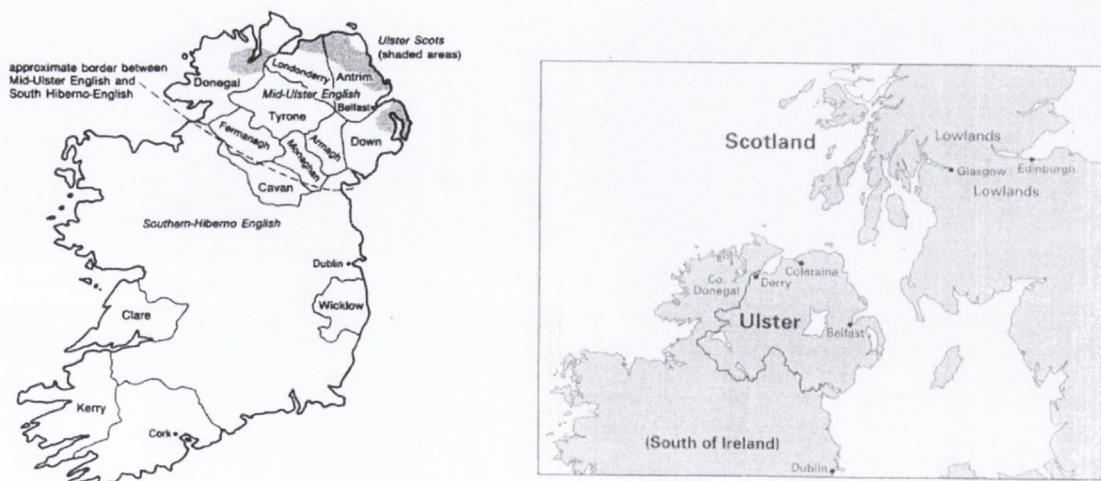 Ulster Scots
(shaded areas)
approximate border between
Mid-Ulster English and
South Hiberno-English
Donegal
Londonderry
Antrim
Mid-Ulster English
Belfast
Tyrone
Fermanagh
Monaghan
Armagh
Down
Cavan
Southern-Hiberno English
Dublin
Wicklow
Clare
Kerry
Cork
Scotland
Lowlands
Glasgow
Edinburgh
Lowlands
Co.
Donegal
Derry
Coleraine
Ulster
Belfast
(South of Ireland)
Dublin